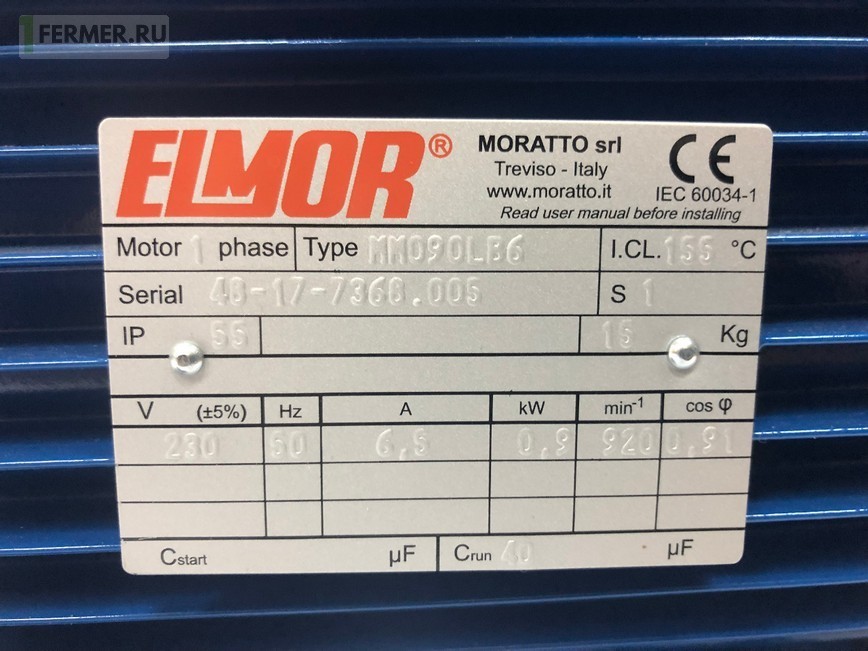 FERMER.RU
ELMOR® MORATTO srl CE
Treviso - Italy
www.moratto.it IEC 60034-1
Read user manual before installing
Motor 1 phase Type MM090LB6 I.CL. 155 °C
Serial 48-17-7368.005 S 1
IP 55 15 Kg
V (±5%) Hz A kW min-1 cos φ
230 50 6,5 0,9 920 0,91
Cstart µF Crun 40 µF